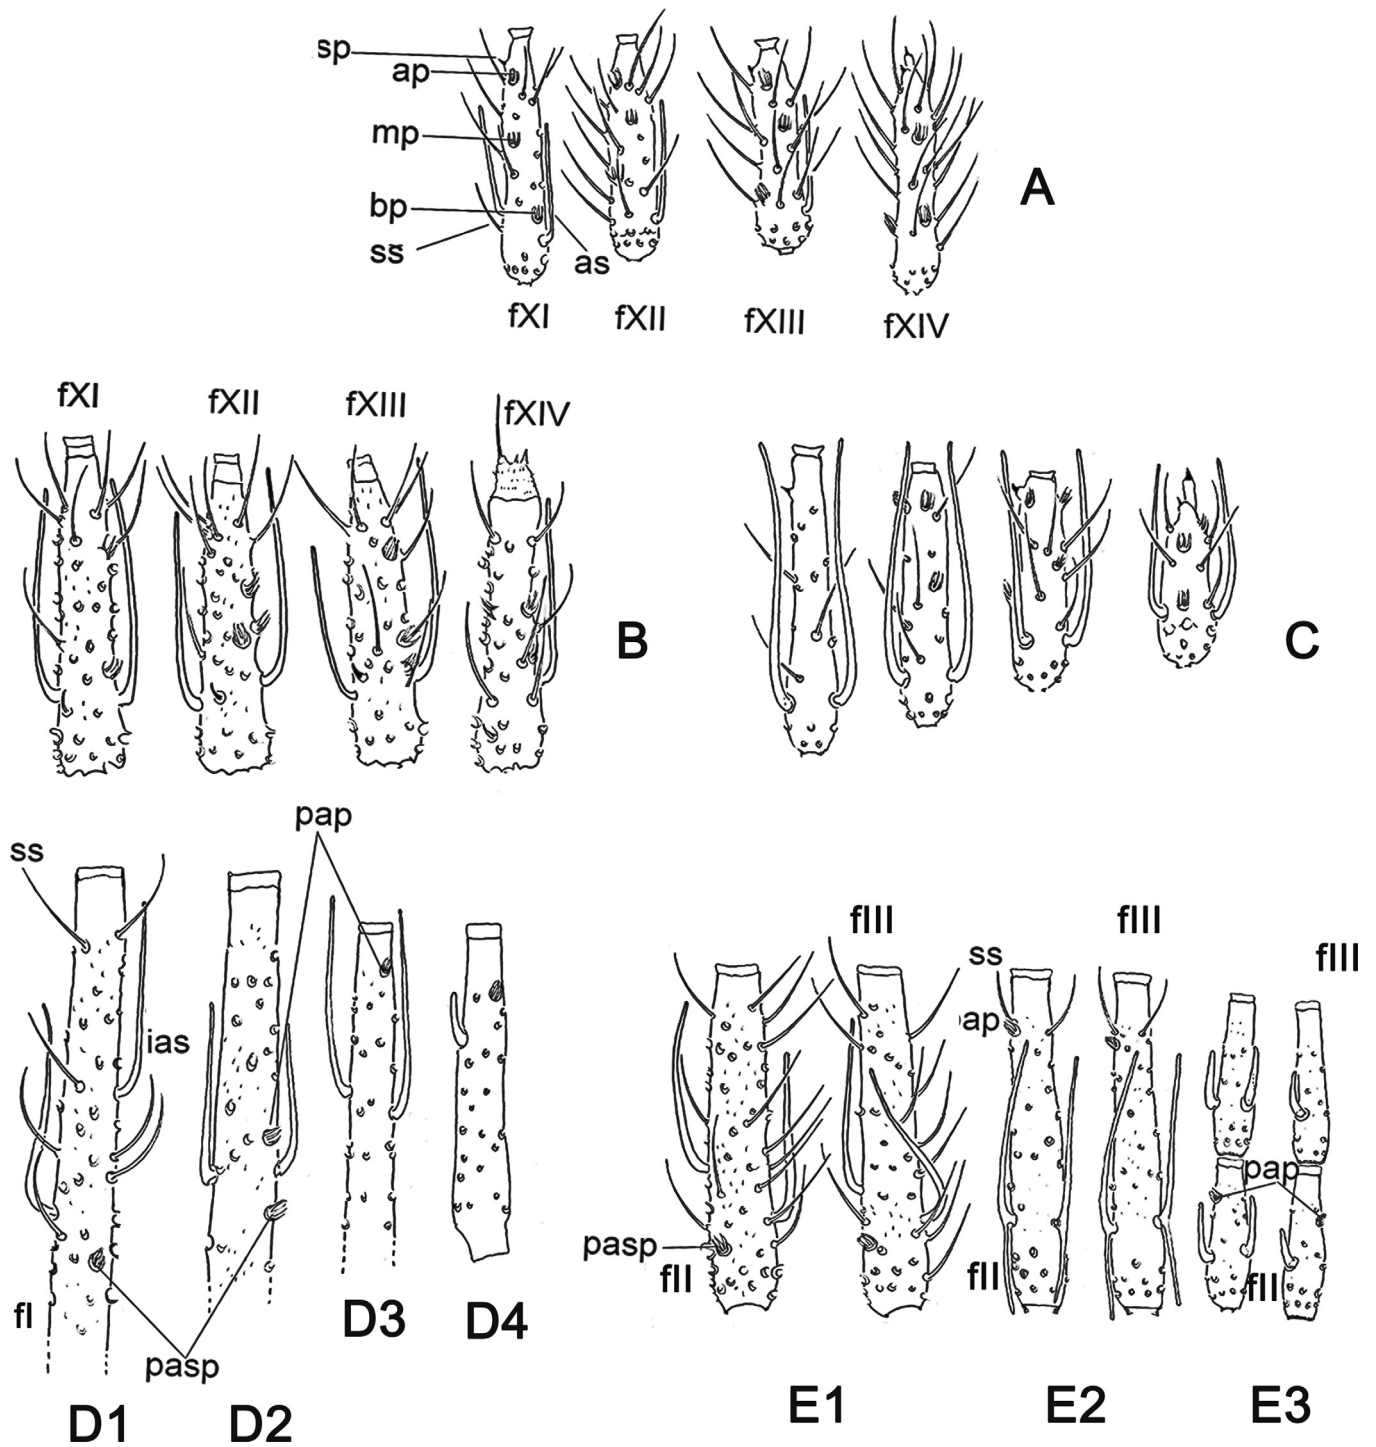 sp
ap
mp
bp
ss
as
A
fXI fXII fXIII fXIV
fXI fXII fXIII fXIV
B
C
pap
ss
ias
fI
pasp
D1 D2 D3 D4
fIII fIII fIII
ss
ap
pap
pasp
fII fII fII
E1 E2 E3